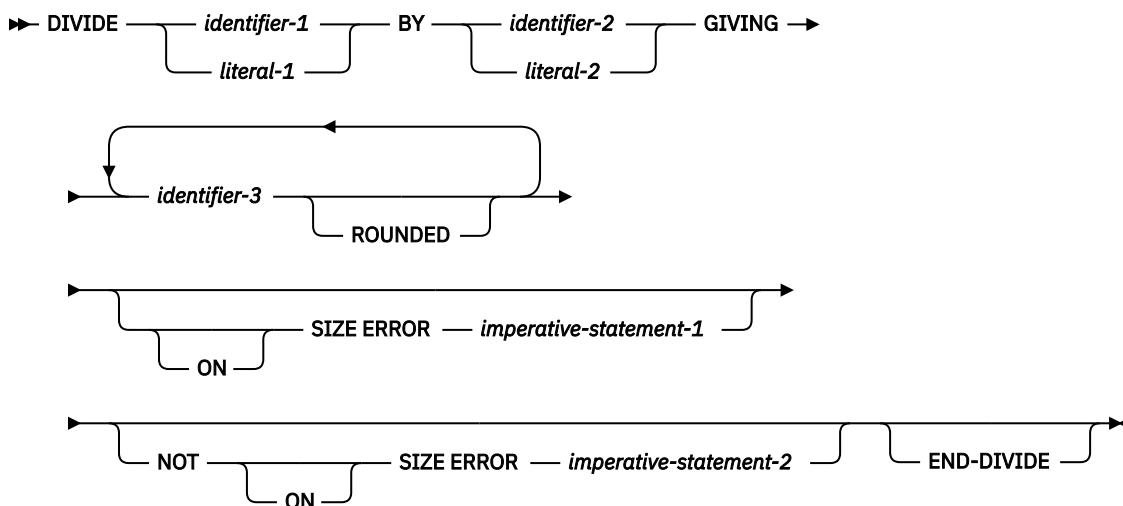 DIVIDE identifier-1 BY identifier-2 GIVING
literal-1 literal-2
identifier-3
ROUNDED
SIZE ERROR imperative-statement-1
ON
NOT SIZE ERROR imperative-statement-2 END-DIVIDE
ON